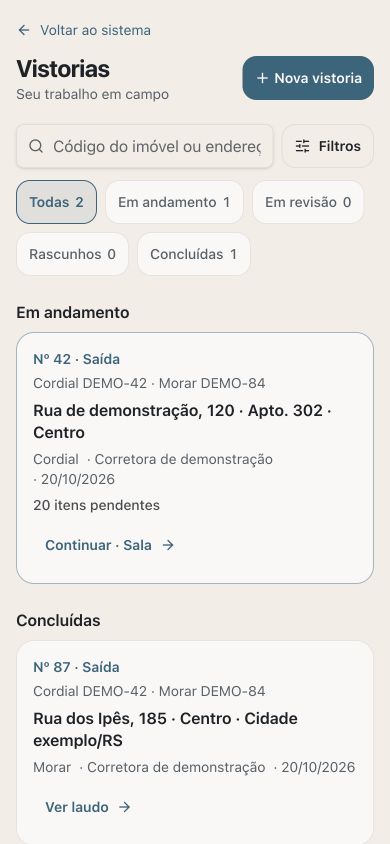 Voltar ao sistema
Vistorias
Seu trabalho em campo
Nova vistoria
Código do imóvel ou endereç
Filtros
Todas 2
Em andamento 1
Em revisão 0
Rascunhos 0
Concluídas 1
Em andamento
Nº 42 · Saída
Cordial DEMO-42 · Morar DEMO-84
Rua de demonstração, 120 · Apto. 302 ·
Centro
Cordial · Corretora de demonstração
· 20/10/2026
20 itens pendentes
Continuar · Sala
Concluídas
Nº 87 · Saída
Cordial DEMO-42 · Morar DEMO-84
Rua dos Ipês, 185 · Centro · Cidade
exemplo/RS
Morar · Corretora de demonstração · 20/10/2026
Ver laudo